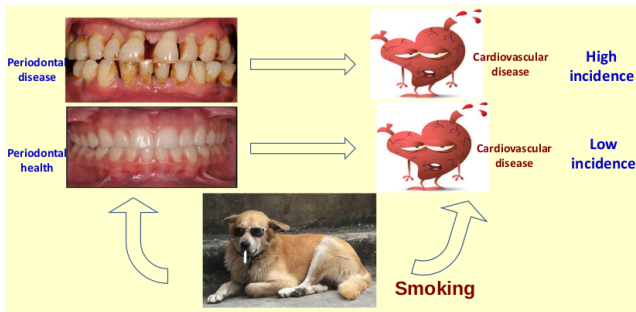 Periodontal
disease
Cardiovascular
disease
High
incidence
Periodontal
health
Cardiovascular
disease
Low
incidence
Smoking